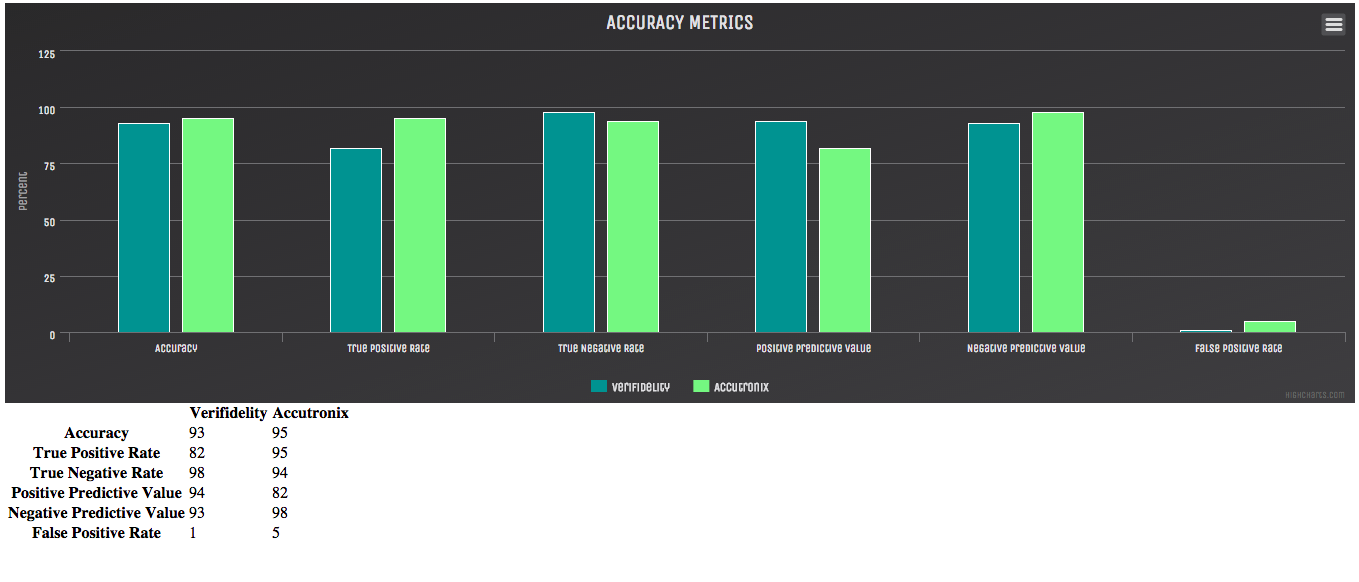 ACCURACY METRICS
125
100
75
50
25
0
Percent
Accuracy
True Positive Rate
True Negative Rate
Positive Predictive Value
Negative Predictive Value
False Positive Rate
Verifidelity
Accutronix
Highcharts.com
Verifidelity Accutronix
Accuracy 93 95
True Positive Rate 82 95
True Negative Rate 98 94
Positive Predictive Value 94 82
Negative Predictive Value 93 98
False Positive Rate 1 5